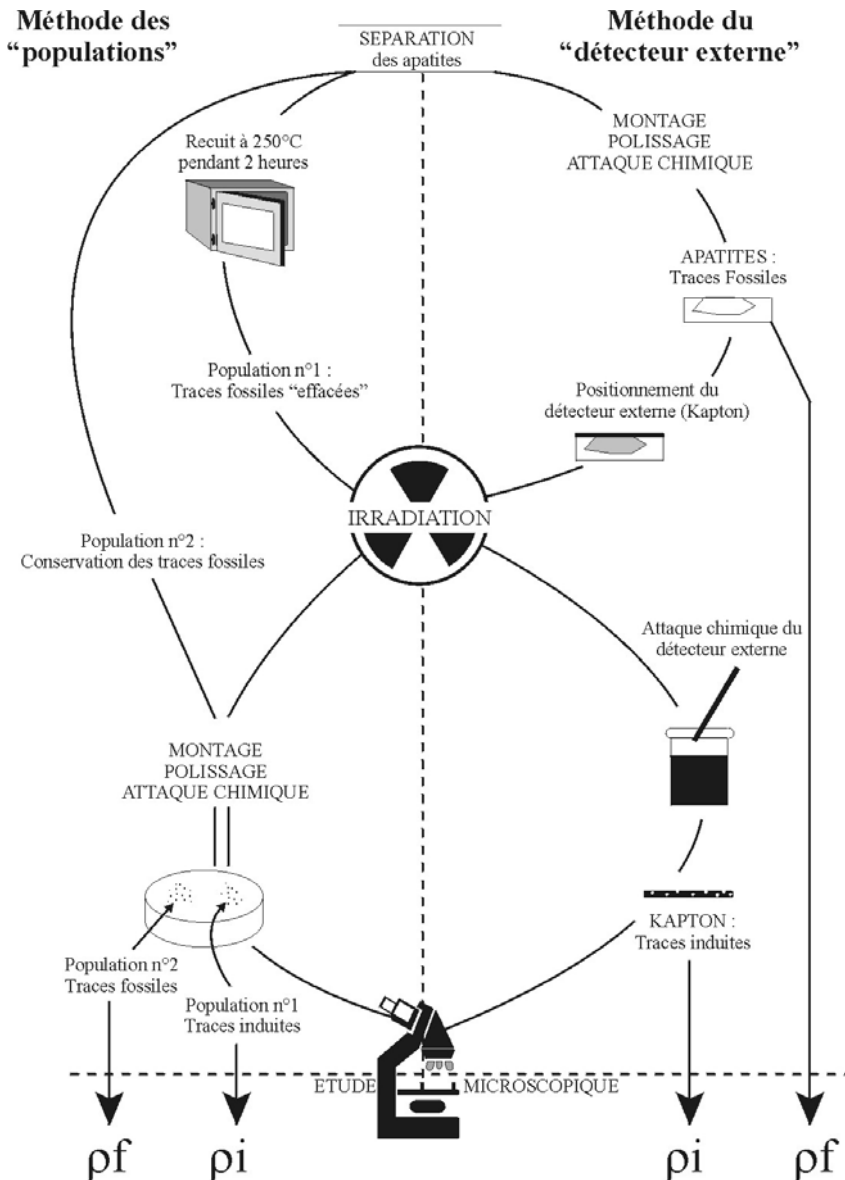 Méthode des
“populations”
SEPARATION
des apatites
Méthode du
“détecteur externe”
Recuit à 250°C
pendant 2 heures
MONTAGE
POLISSAGE
ATTAQUE CHIMIQUE
APATITES :
Traces Fossiles
Population n°1 :
Traces fossiles “effacées”
Positionnement du
détecteur externe (Kapton)
IRRADIATION
Population n°2 :
Conservation des traces fossiles
Attaque chimique du
détecteur externe
MONTAGE
POLISSAGE
ATTAQUE CHIMIQUE
KAPTON :
Traces induites
Population n°2
Traces fossiles
Population n°1
Traces induites
ETUDE MICROSCOPIQUE
ρf ρi ρi ρf